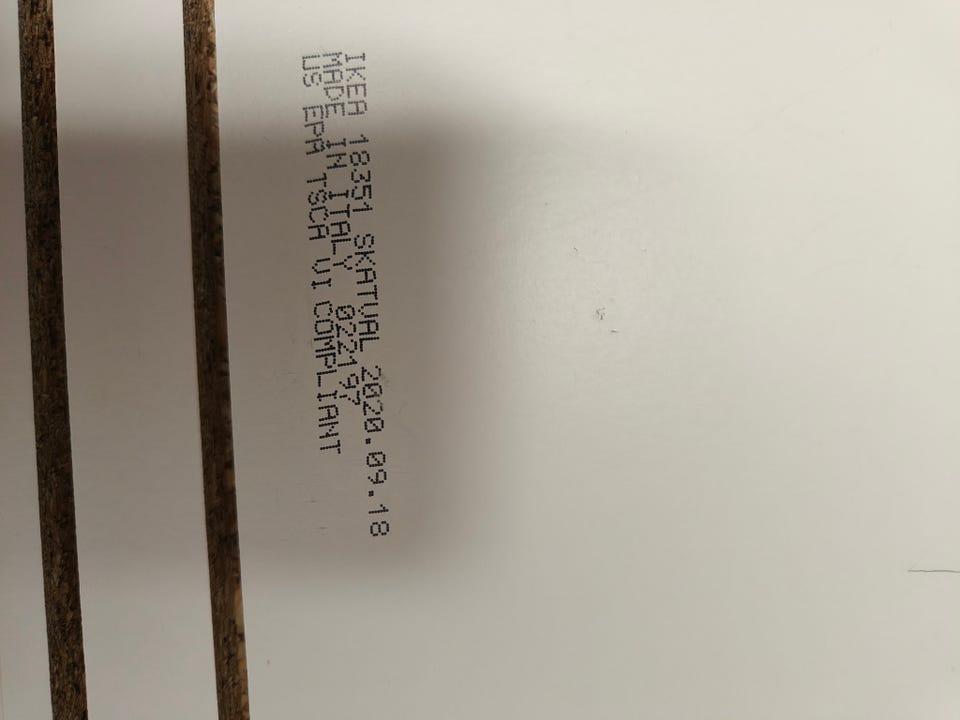 IKEA 18351 SKATVAL 2020.09.18
MADE IN ITALY 022197
US EPA TSCA VI COMPLIANT